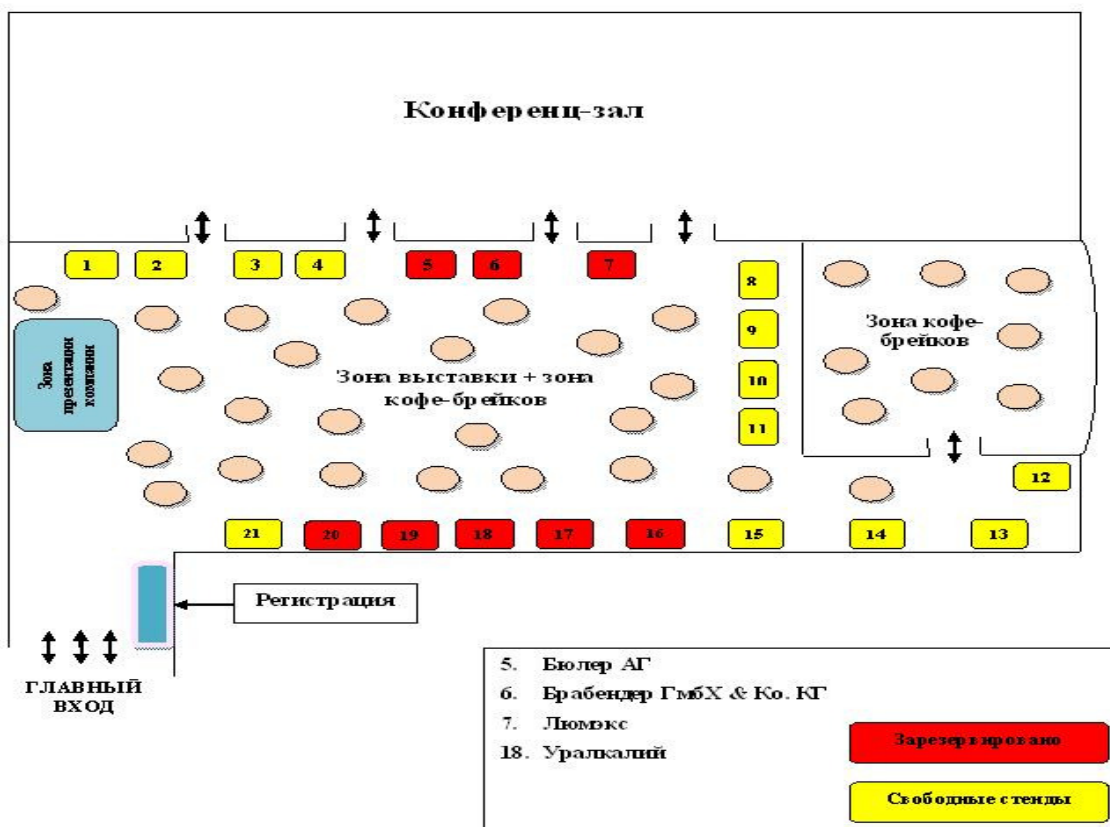 Конференц-зал
1
2
3
4
5
6
7
8
9
10
11
12
Зона
презентации
компании
Зона выставки + зона
кофе-брейков
Зона кофе-
брейков
21
20
19
18
17
16
15
14
13
Регистрация
ГЛАВНЫЙ
ВХОД
5. Бюлер АГ
6. Брабендер ГмбХ & Ко. КГ
7. Люмэкс
18. Уралкалий
Зарезервировано
Свободные стенды